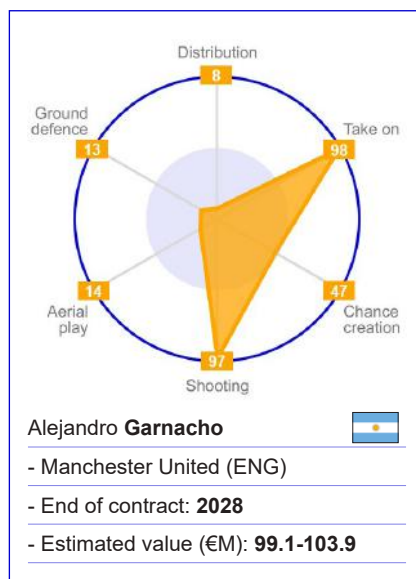 Distribution
8
Ground
defence
13
Take on
98
14
Aerial
play
47
Chance
creation
97
Shooting
Alejandro Garnacho
- Manchester United (ENG)
- End of contract: 2028
- Estimated value (€M): 99.1-103.9